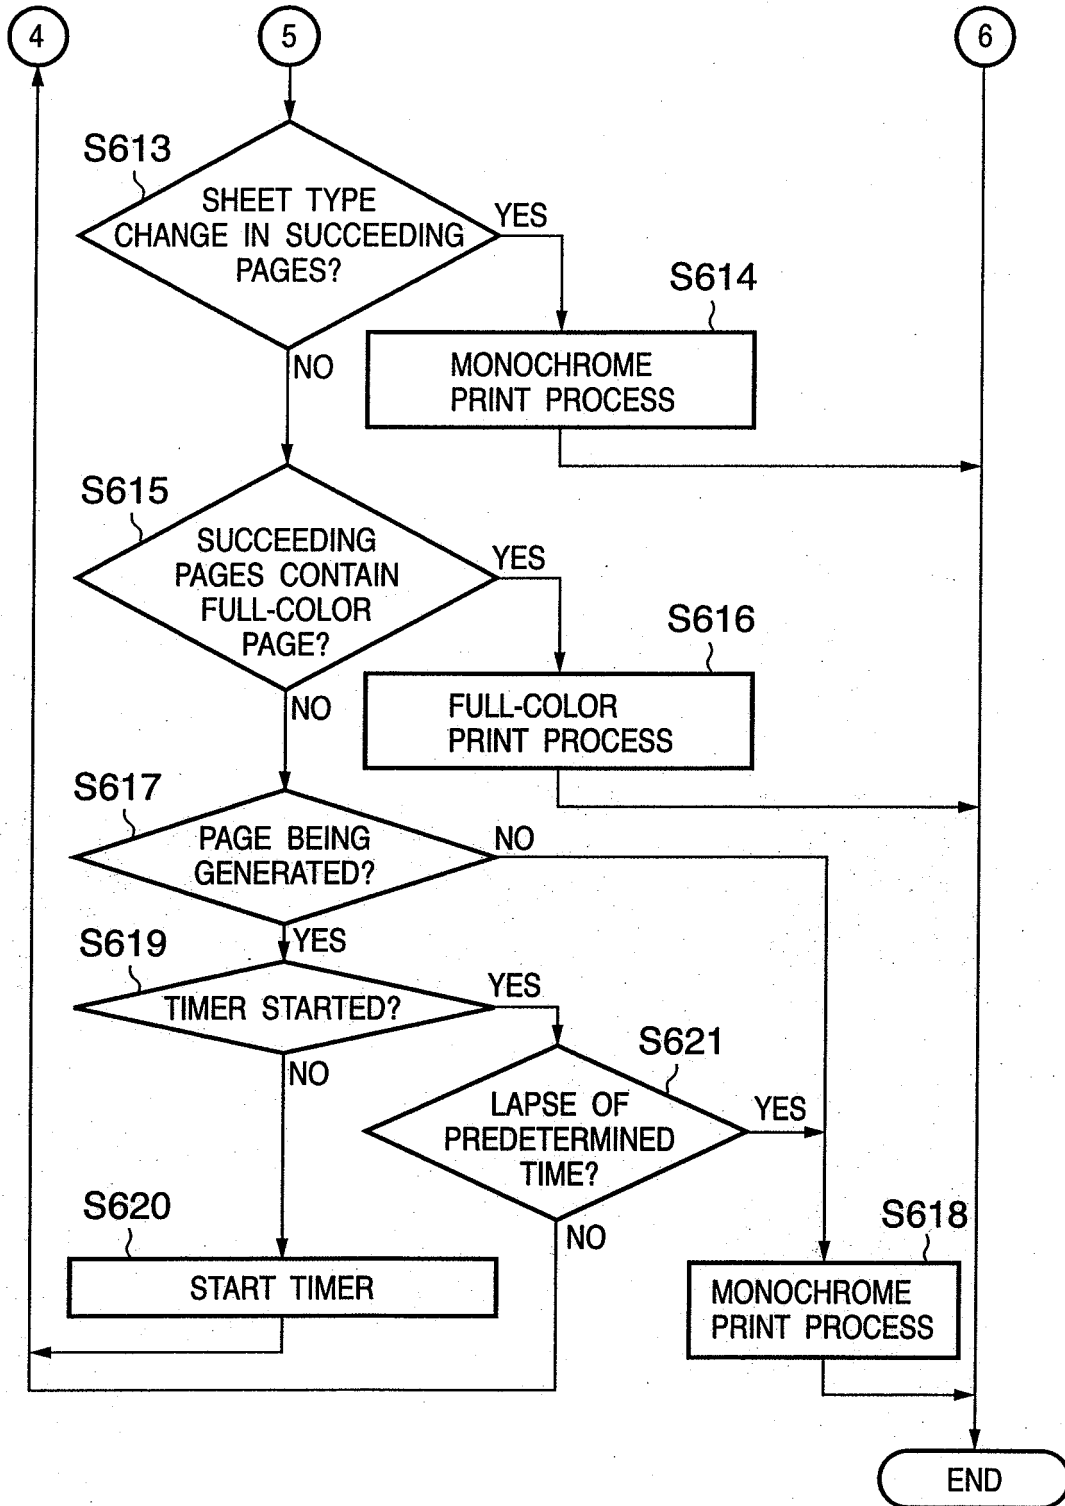 4
5
6
S613
SHEET TYPE
CHANGE IN SUCCEEDING
PAGES?
YES
NO
S614
MONOCHROME
PRINT PROCESS
S615
SUCCEEDING
PAGES CONTAIN
FULL-COLOR
PAGE?
YES
NO
S616
FULL-COLOR
PRINT PROCESS
S617
PAGE BEING
GENERATED?
NO
YES
S619
TIMER STARTED?
YES
NO
S621
LAPSE OF
PREDETERMINED
TIME?
YES
NO
S620
START TIMER
S618
MONOCHROME
PRINT PROCESS
END